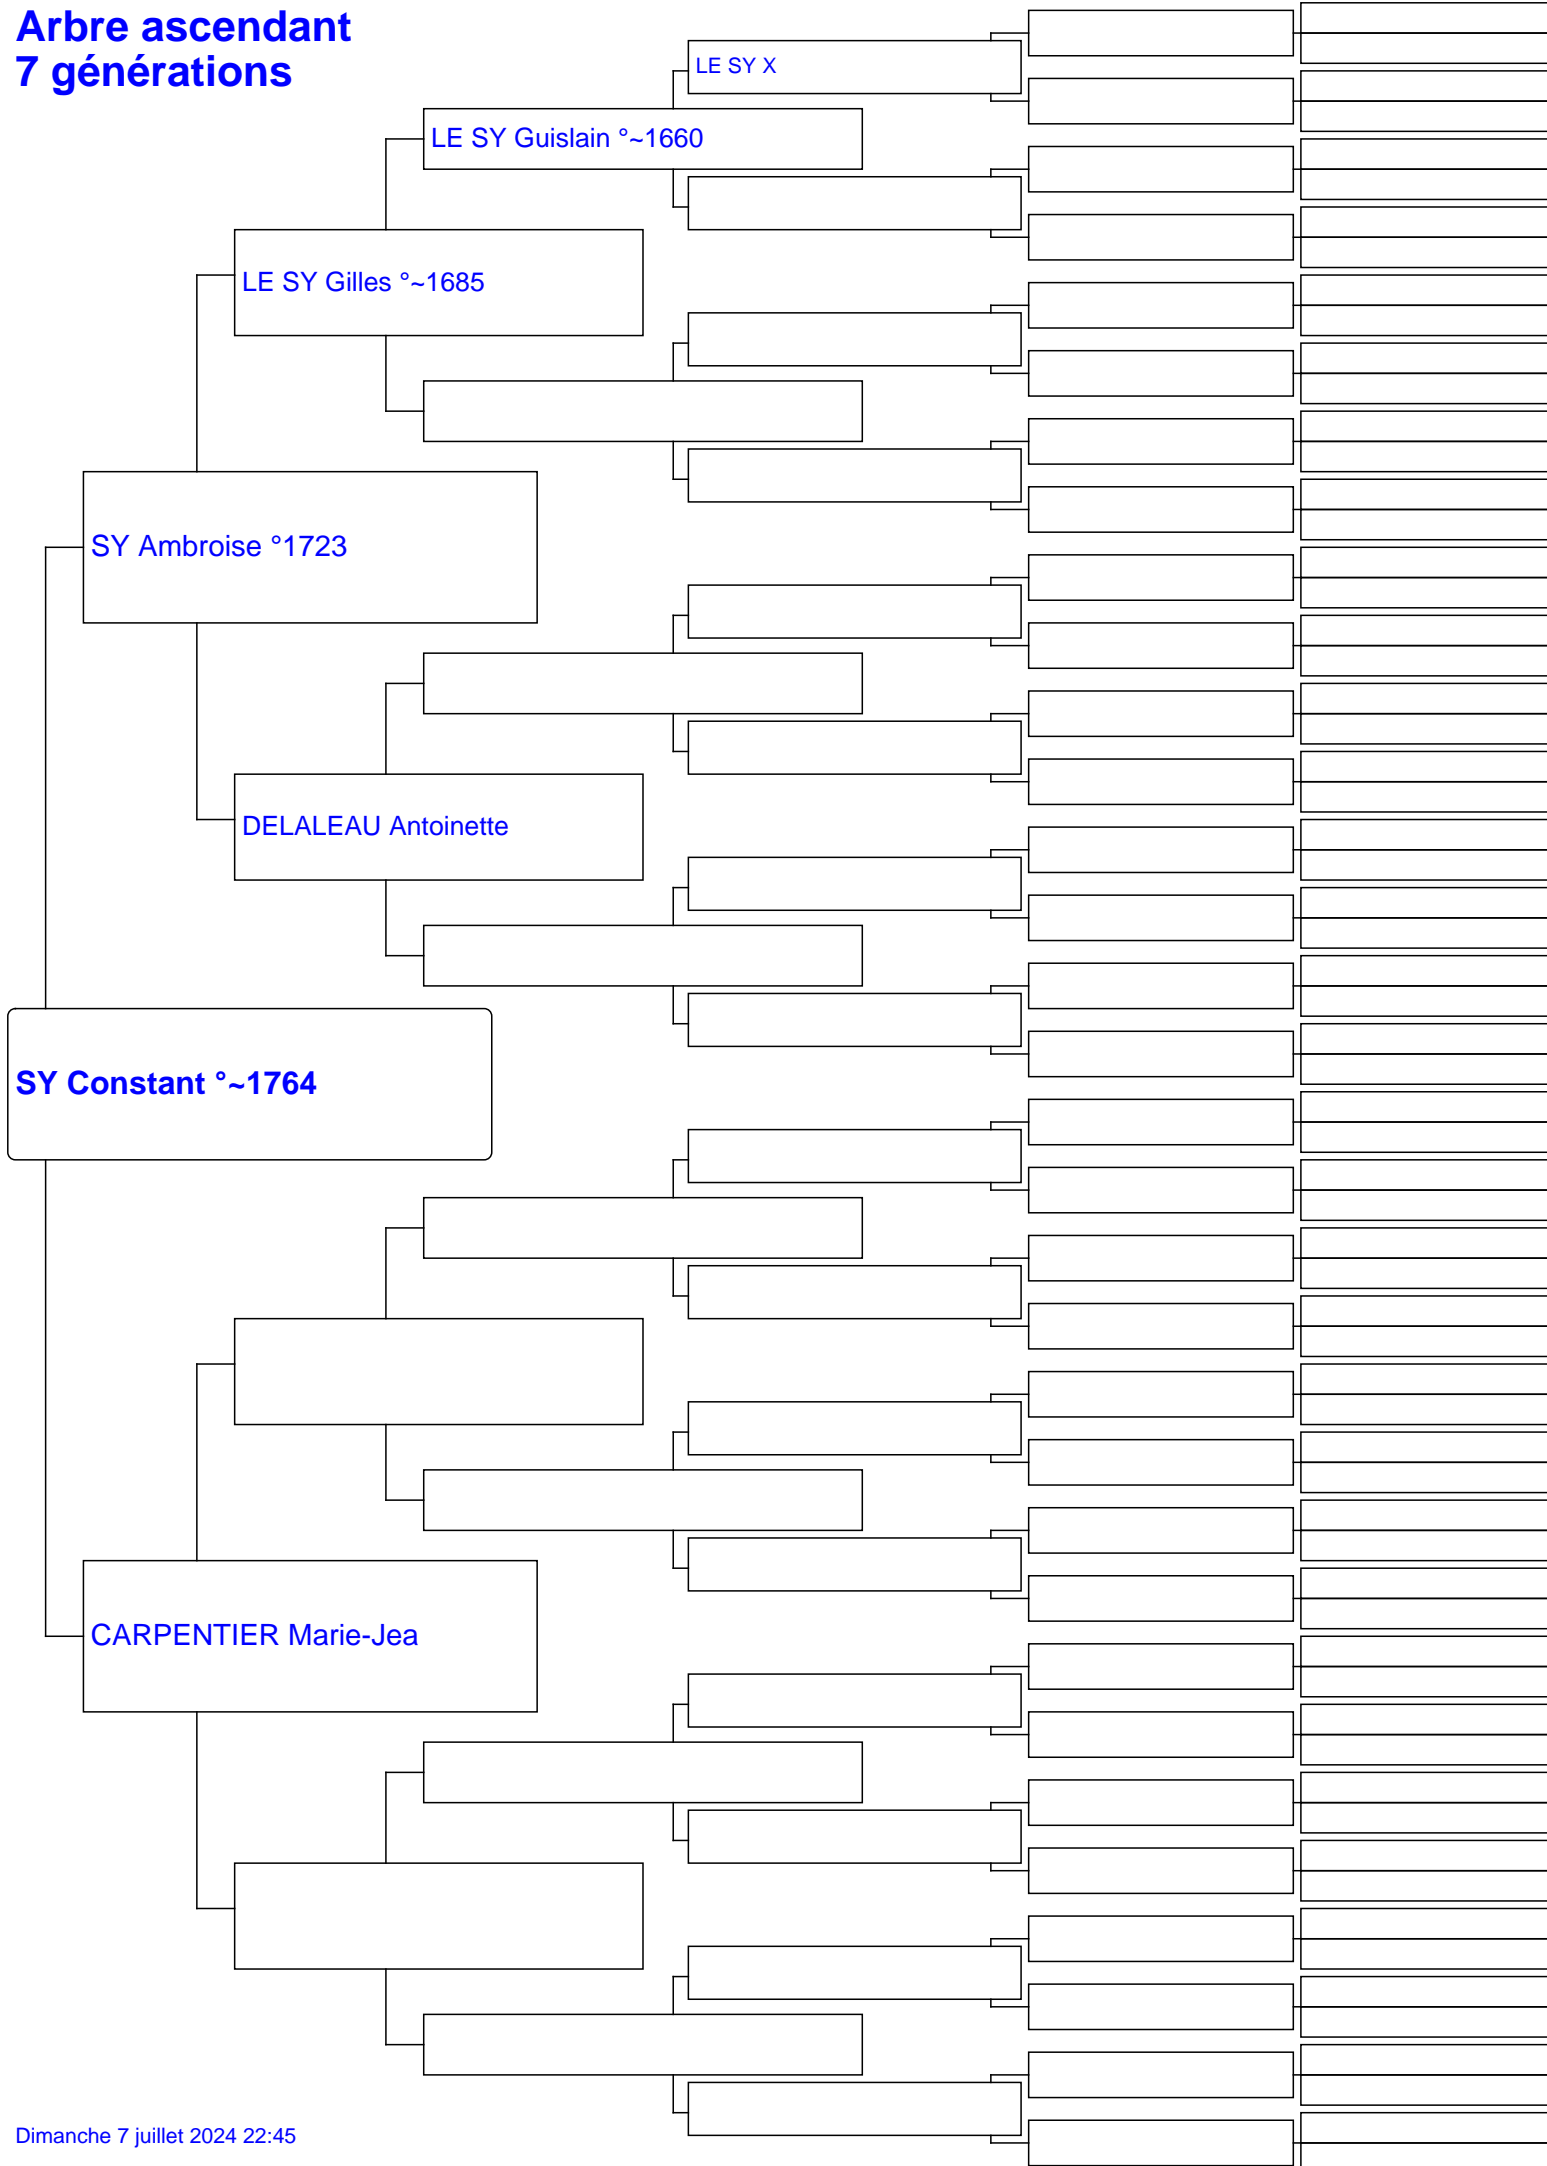 Arbre ascendant
7 générations
LE SY X
LE SY Guislain °~1660
LE SY Gilles °~1685
SY Ambroise °1723
DELALEAU Antoinette
SY Constant °~1764
CARPENTIER Marie-Jea
Dimanche 7 juillet 2024 22:45